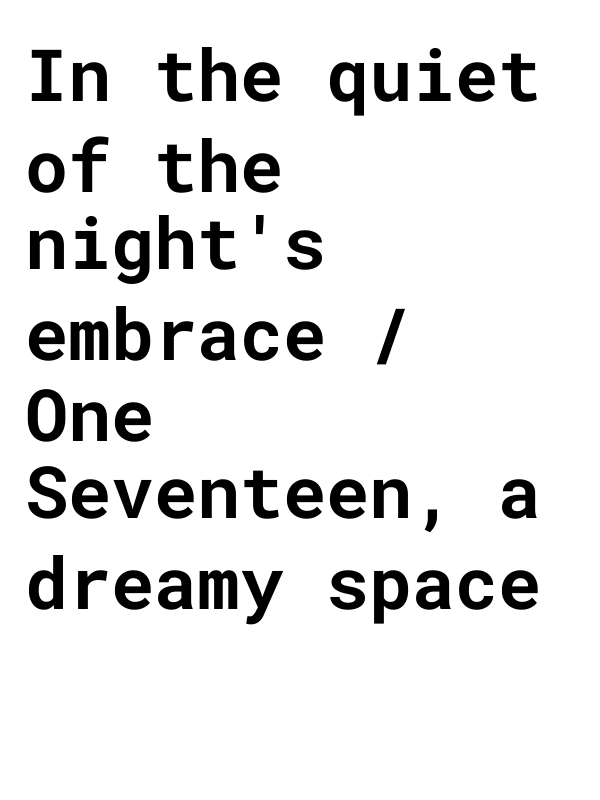 In the quiet
of the
night's
embrace /
One
Seventeen, a
dreamy space